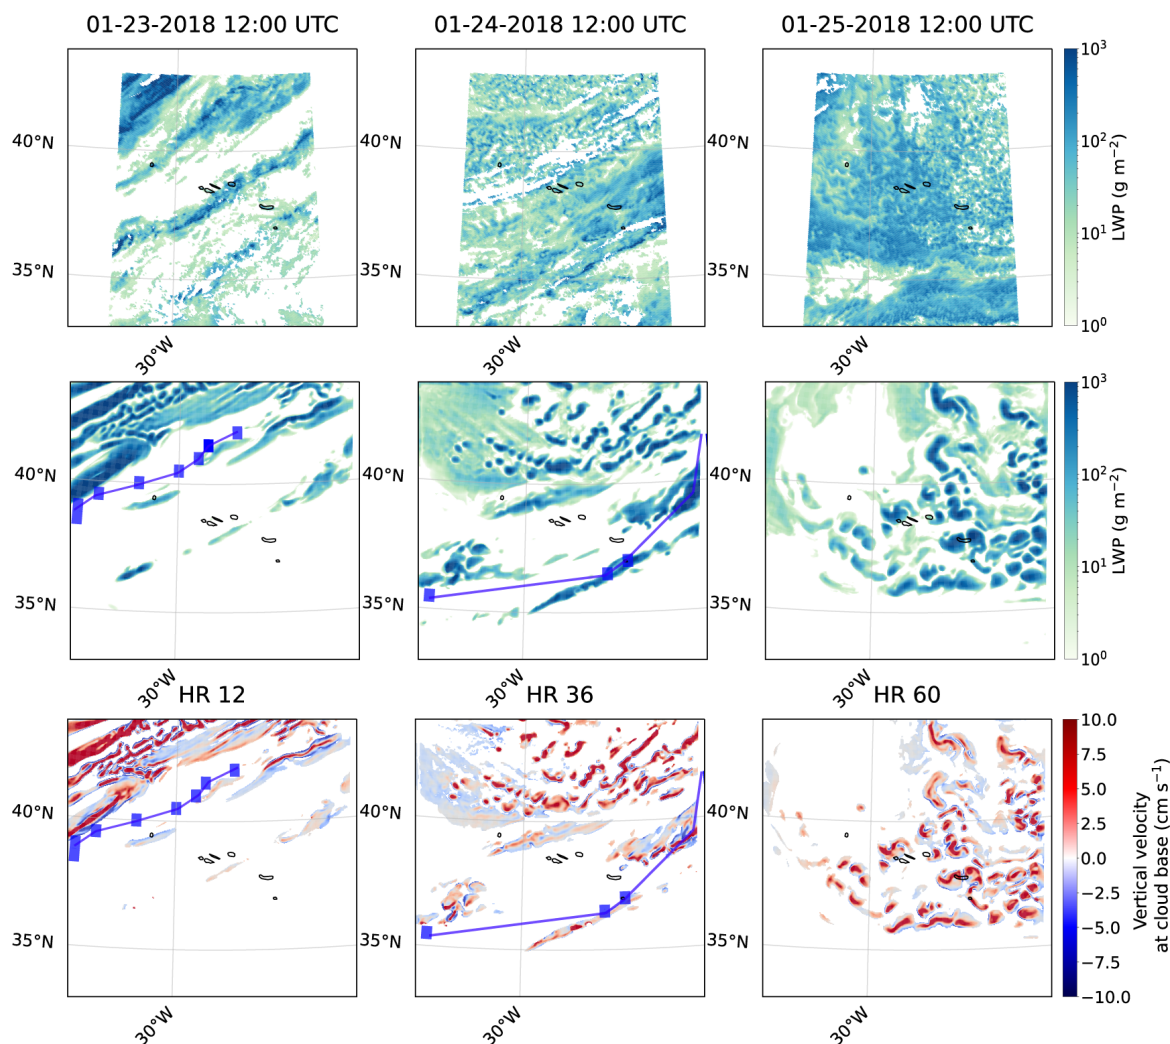 01-23-2018 12:00 UTC
01-24-2018 12:00 UTC
01-25-2018 12:00 UTC
40°N
35°N
30°W
30°W
30°W
10³
10²
10¹
10⁰
LWP (g m⁻²)
40°N
35°N
40°N
35°N
40°N
35°N
30°W
30°W
30°W
10³
10²
10¹
10⁰
LWP (g m⁻²)
40°N
35°N
40°N
35°N
HR 12
HR 36
HR 60
40°N
35°N
40°N
35°N
40°N
35°N
30°W
30°W
30°W
10.0
7.5
5.0
2.5
0.0
−2.5
−5.0
−7.5
−10.0
Vertical velocity
at cloud base (cm s⁻¹)